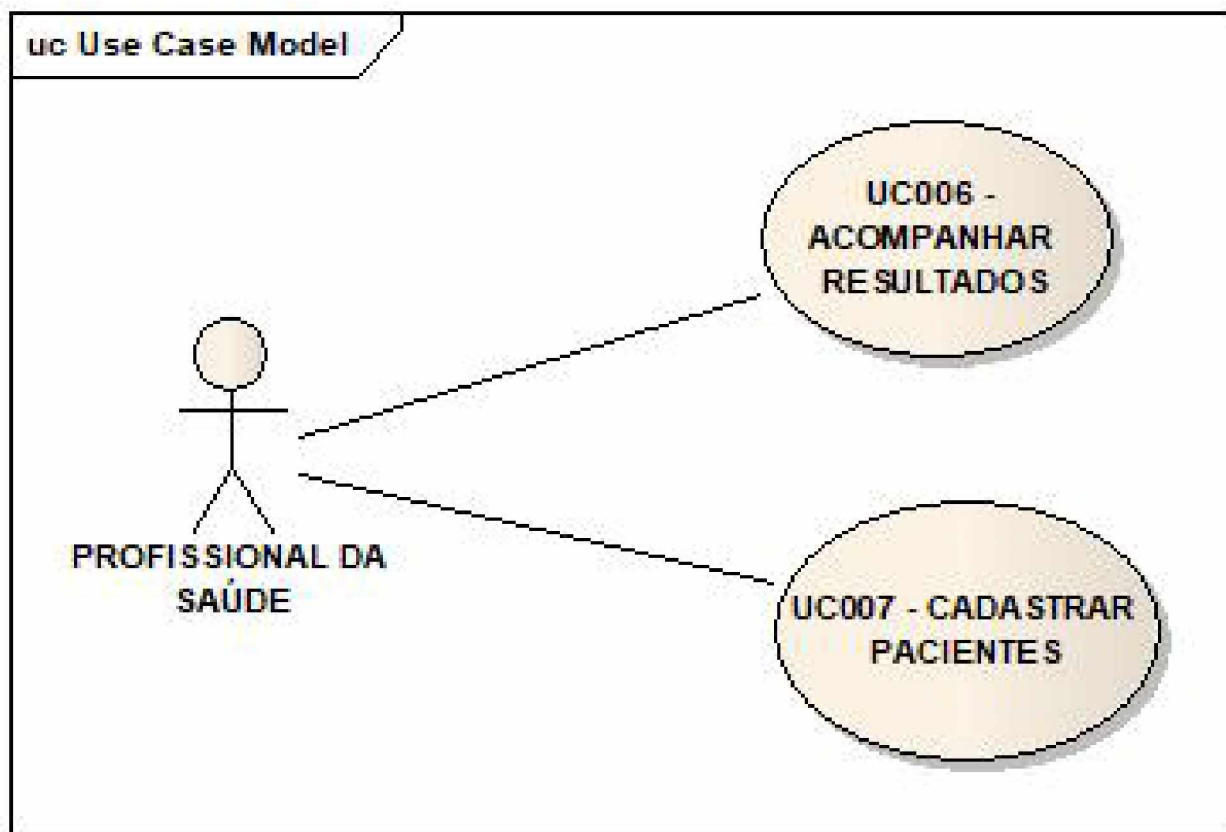 uc Use Case Model
UC006 -
ACOMPANHAR
RESULTADOS
PROFISSIONAL DA
SAÚDE
UC007 - CADASTRAR
PACIENTES